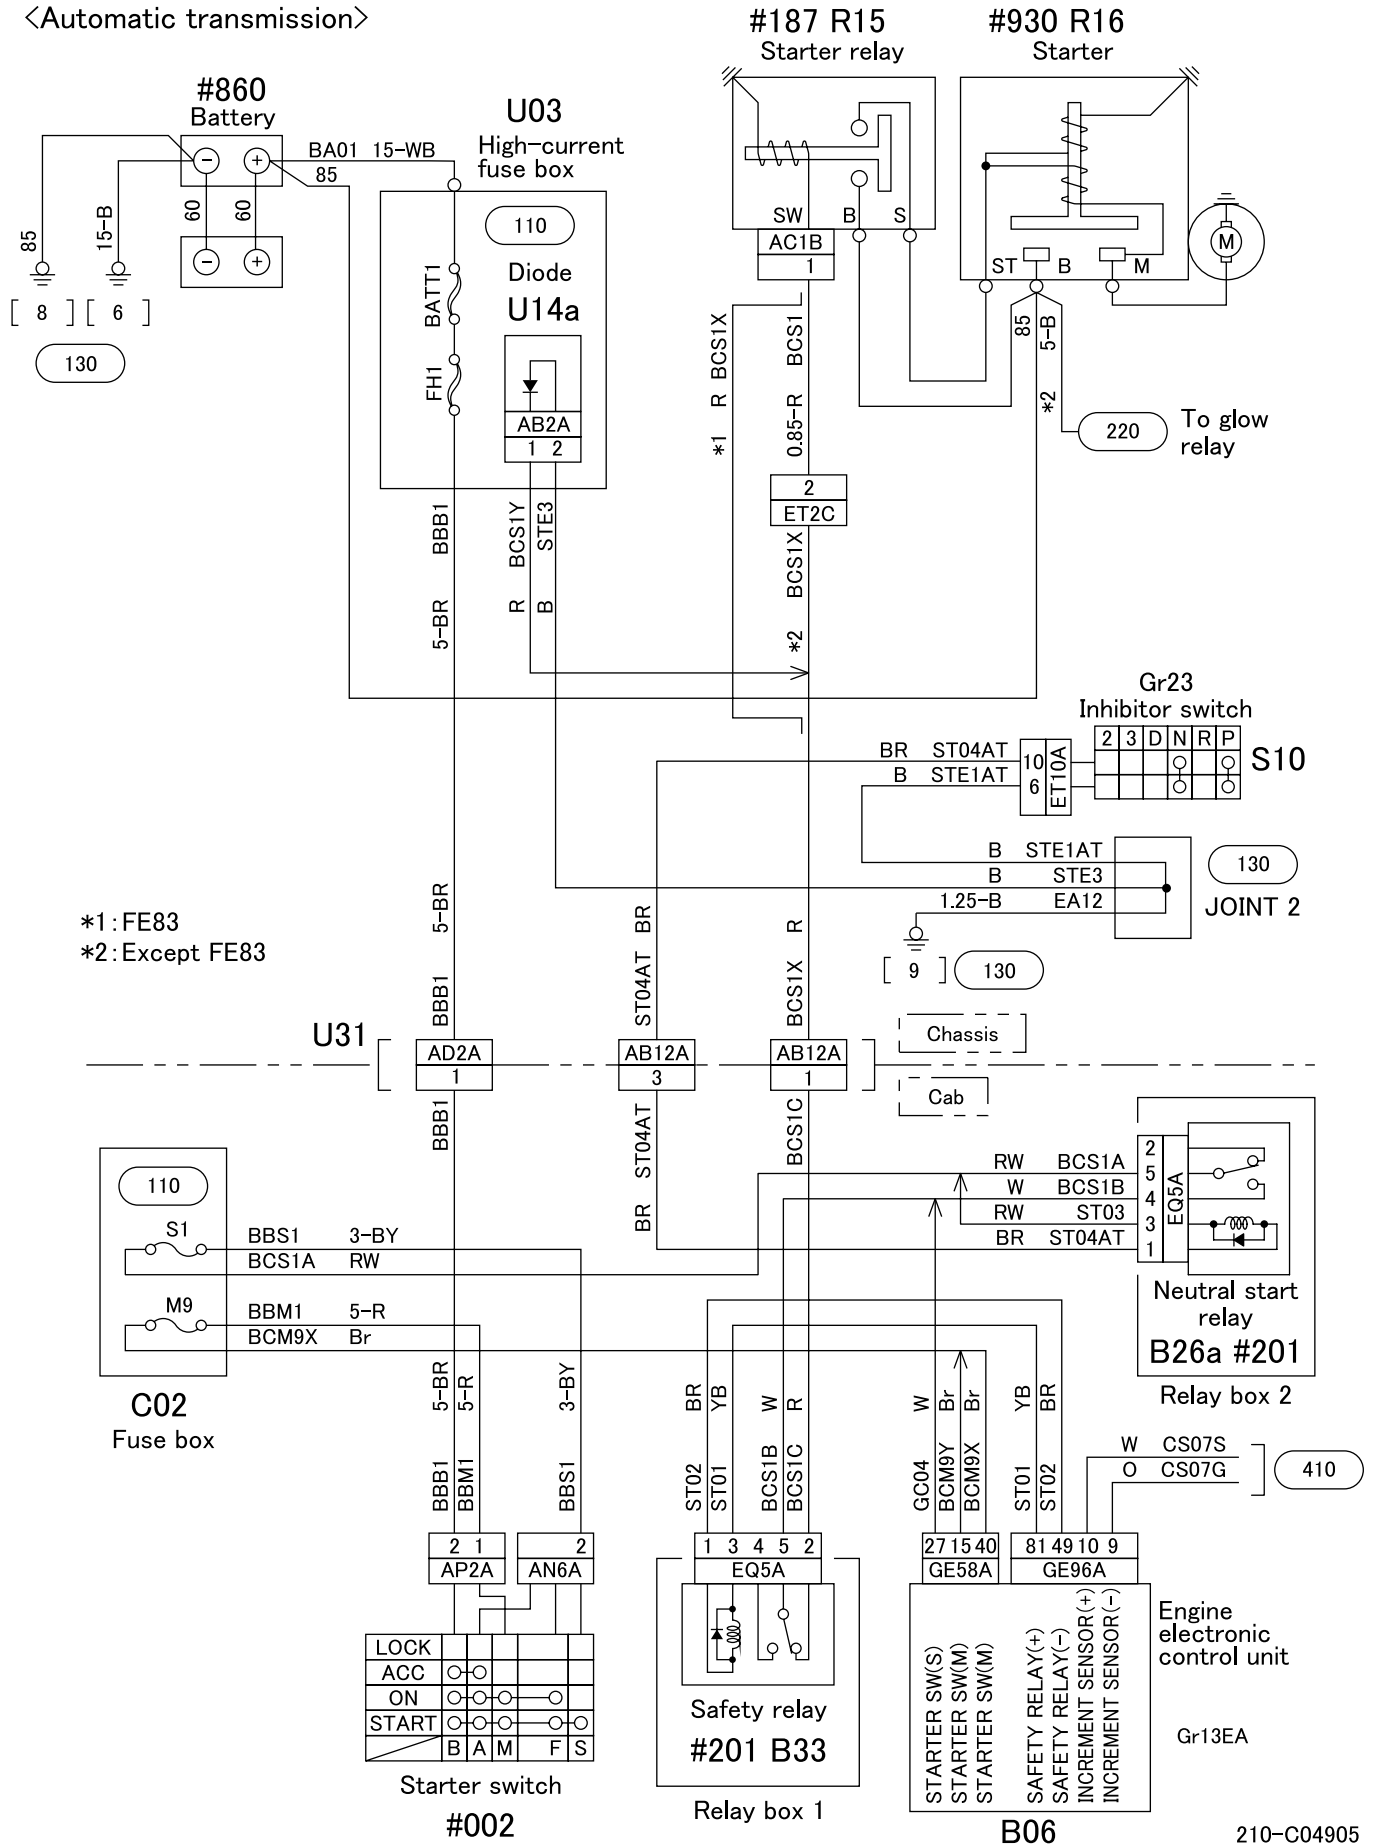 <Automatic transmission>
#187 R15
Starter relay
#930 R16
Starter
#860
Battery
U03
High-current
fuse box
BA01 15-WB
85
60
60
85
15-B
[ 8 ]
[ 6 ]
130
110
Diode
U14a
BATT1
FH1
AB2A
1 2
SW
B
S
AC1B
1
ST
B
M
M
85
5-B
*2
220
To glow
relay
*1 R BCS1X
0.85-R BCS1
2
ET2C
BCS1X
*2
5-BR BBB1
R BCS1Y
B STE3
Gr23
Inhibitor switch
2 3 D N R P
S10
BR ST04AT
B STE1AT
10
6
ET10A
B STE1AT
B STE3
1.25-B EA12
130
JOINT 2
[ 9 ]
130
*1:FE83
*2:Except FE83
BBB1 5-BR
ST04AT BR
BCS1X R
U31
AD2A
1
AB12A
3
AB12A
1
Chassis
Cab
BBB1
BR ST04AT
BCS1C
110
S1
M9
BBS1 3-BY
BCS1A RW
BBM1 5-R
BCM9X Br
C02
Fuse box
RW BCS1A
W BCS1B
RW ST03
BR ST04AT
2
5
4
3
1
EQ5A
Neutral start
relay
B26a #201
Relay box 2
BBB1 5-BR
BBM1 5-R
BBS1 3-BY
ST02 BR
ST01 YB
BCS1B W
BCS1C R
GC04 W
BCM9Y Br
BCM9X Br
ST01 YB
ST02 BR
W CS07S
O CS07G
410
2 1
AP2A
2
AN6A
1 3 4 5 2
EQ5A
27 15 40
GE58A
81 49 10 9
GE96A
LOCK
ACC
ON
START
B A M F S
Starter switch
#002
Safety relay
#201 B33
Relay box 1
STARTER SW(S)
STARTER SW(M)
STARTER SW(M)
SAFETY RELAY(+)
SAFETY RELAY(-)
INCREMENT SENSOR(+)
INCREMENT SENSOR(-)
Engine
electronic
control unit
Gr13EA
B06
210-C04905